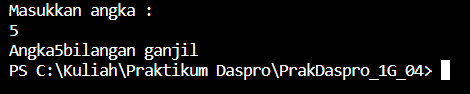 Masukkan angka :
5
Angka5bilangan ganjil
PS C:\Kuliah\Praktikum Daspro\PrakDaspro_1G_04>